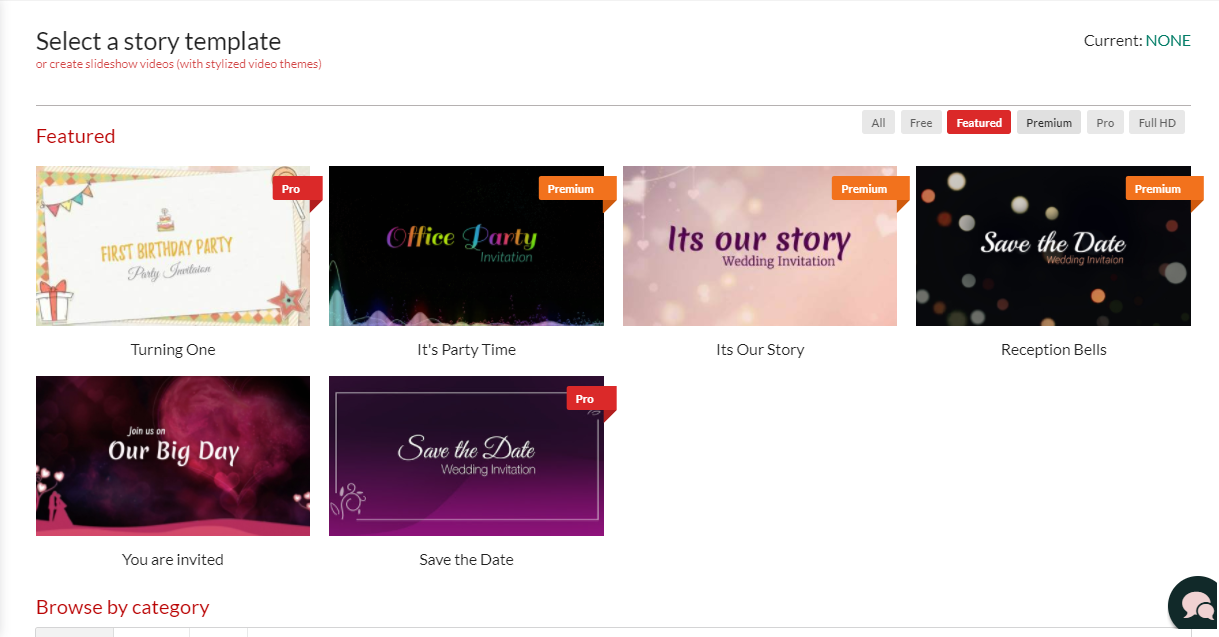 Select a story template
Current: NONE
or create slideshow videos (with stylized video themes)
All Free Featured Premium Pro Full HD
Featured
Pro
FIRST BIRTHDAY PARTY
Party Invitaion
Turning One
Premium
Office Party
Invitation
It's Party Time
Premium
Its our story
Wedding Invitation
Its Our Story
Premium
Save the Date
Wedding Invitaion
Reception Bells
Join us on
Our Big Day
You are invited
Pro
Save the Date
Wedding Invitation
Save the Date
Browse by category